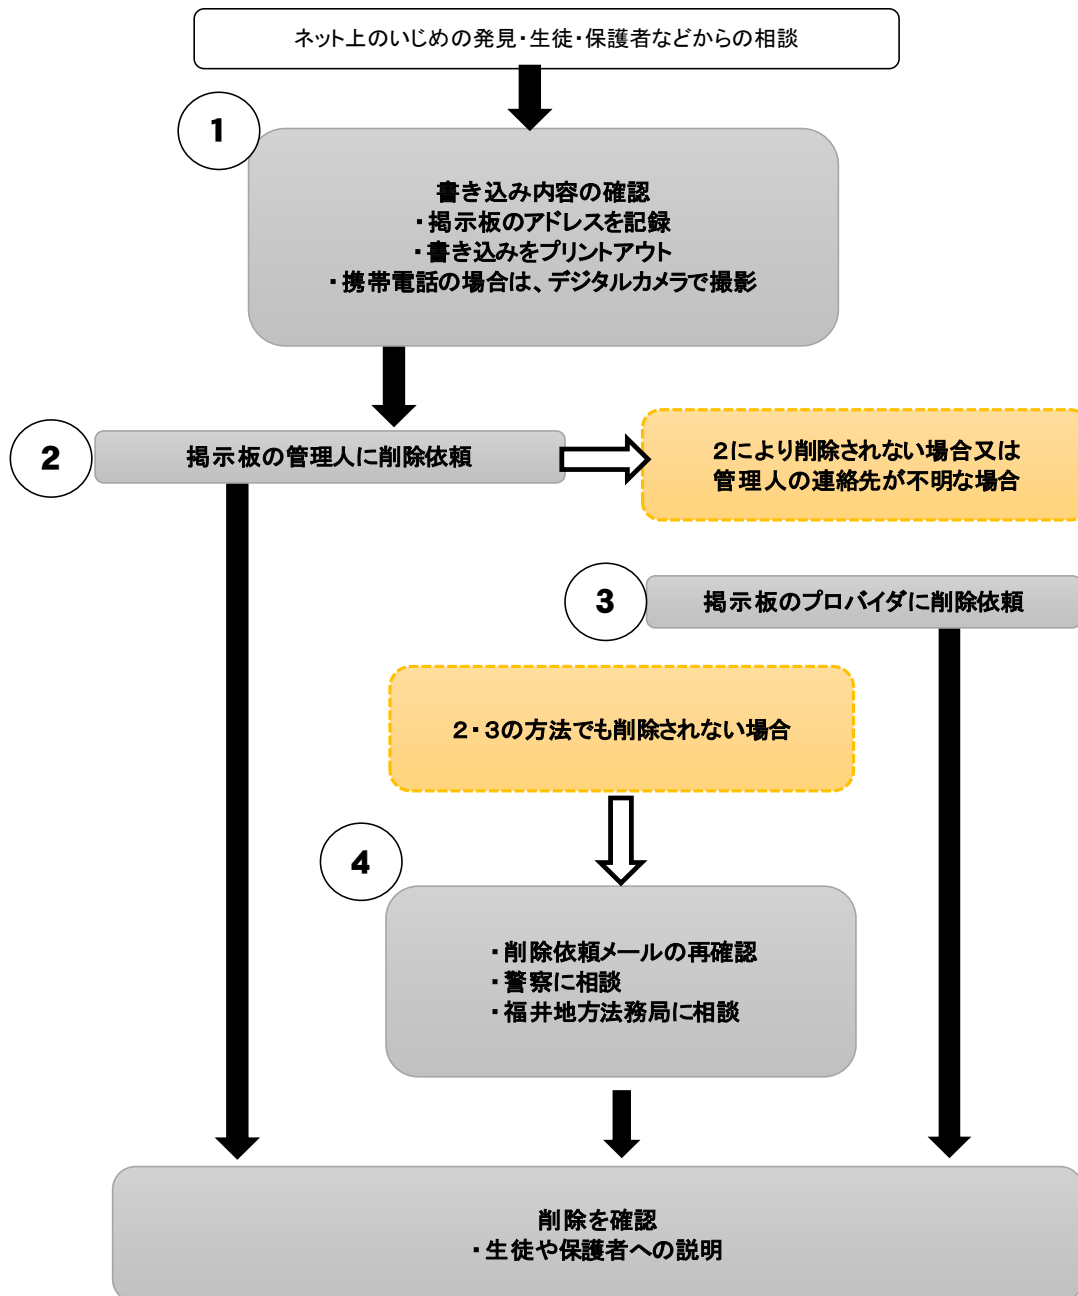 ネット上のいじめの発見・生徒・保護者などからの相談
1
書き込み内容の確認
・掲示板のアドレスを記録
・書き込みをプリントアウト
・携帯電話の場合は、デジタルカメラで撮影
2
掲示板の管理人に削除依頼
２により削除されない場合又は
管理人の連絡先が不明な場合
3
掲示板のプロバイダに削除依頼
２・３の方法でも削除されない場合
4
・削除依頼メールの再確認
・警察に相談
・福井地方法務局に相談
削除を確認
・生徒や保護者への説明